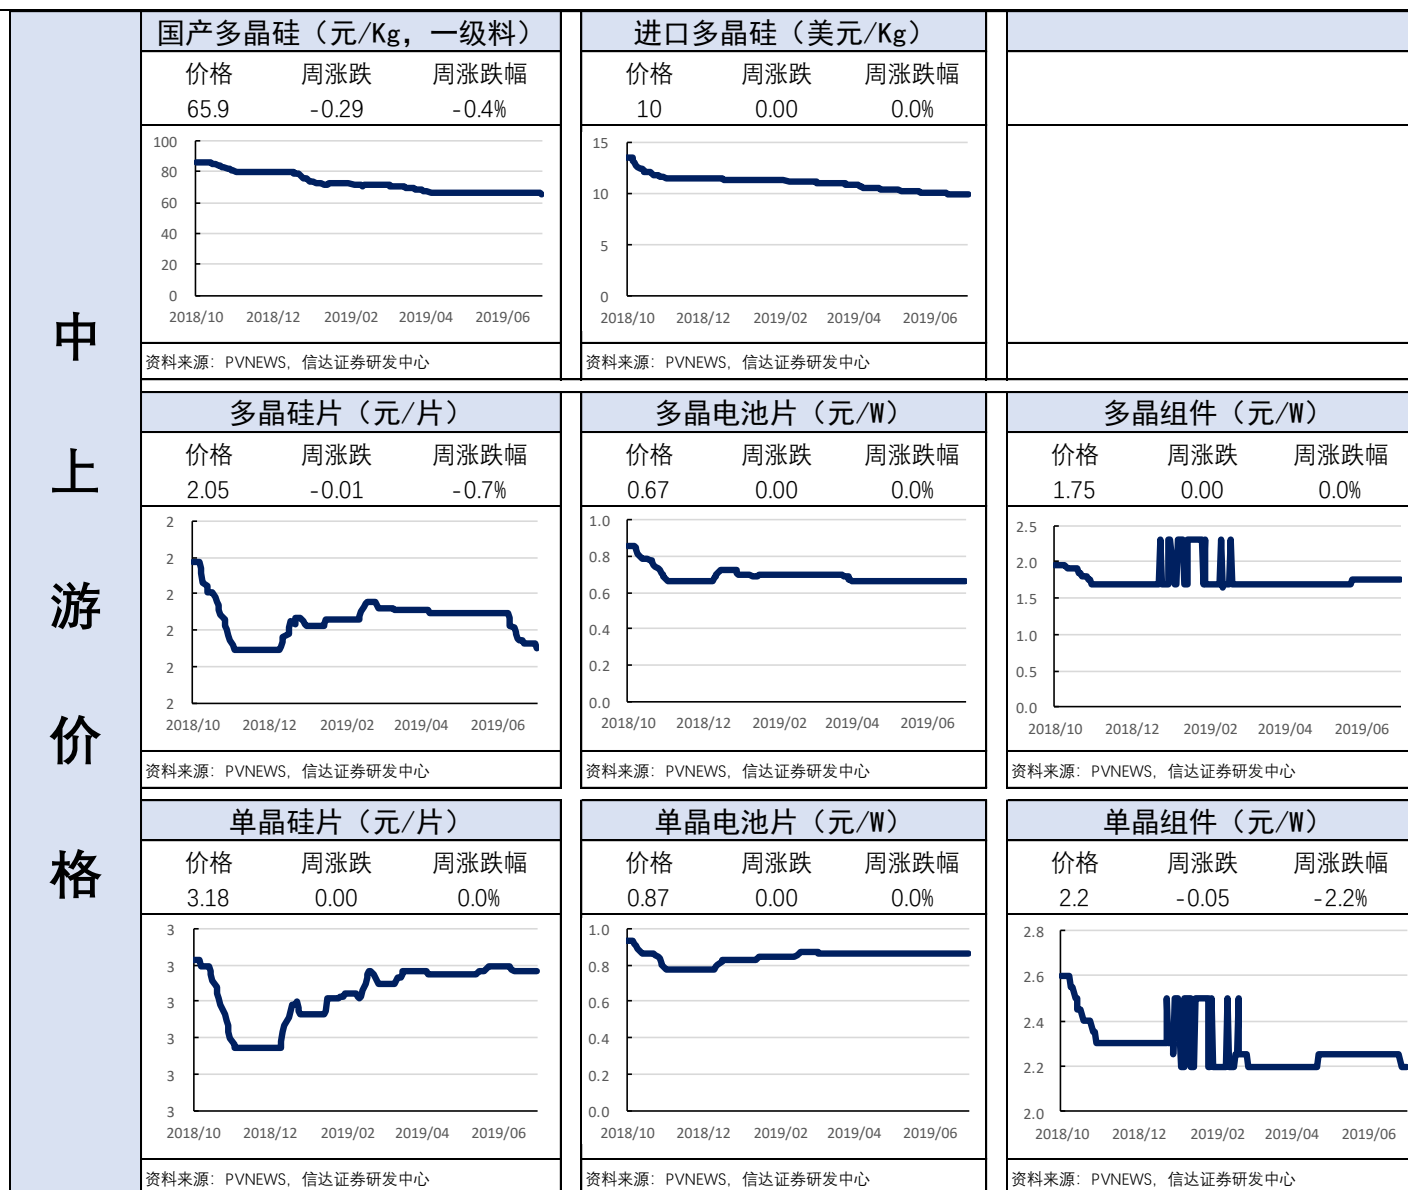 中
上
游
价
格
国产多晶硅（元/Kg，一级料）
价格 周涨跌 周涨跌幅
65.9 -0.29 -0.4%
100
80
60
40
20
0
2018/10 2018/12 2019/02 2019/04 2019/06
资料来源：PVNEWS，信达证券研发中心
进口多晶硅（美元/Kg）
价格 周涨跌 周涨跌幅
10 0.00 0.0%
15
10
5
0
2018/10 2018/12 2019/02 2019/04 2019/06
资料来源：PVNEWS，信达证券研发中心
多晶硅片（元/片）
价格 周涨跌 周涨跌幅
2.05 -0.01 -0.7%
2
2
2
2
2
2
2018/10 2018/12 2019/02 2019/04 2019/06
资料来源：PVNEWS，信达证券研发中心
多晶电池片（元/W）
价格 周涨跌 周涨跌幅
0.67 0.00 0.0%
1.0
0.8
0.6
0.4
0.2
0.0
2018/10 2018/12 2019/02 2019/04 2019/06
资料来源：PVNEWS，信达证券研发中心
多晶组件（元/W）
价格 周涨跌 周涨跌幅
1.75 0.00 0.0%
2.5
2.0
1.5
1.0
0.5
0.0
2018/10 2018/12 2019/02 2019/04 2019/06
资料来源：PVNEWS，信达证券研发中心
单晶硅片（元/片）
价格 周涨跌 周涨跌幅
3.18 0.00 0.0%
3
3
3
3
3
3
2018/10 2018/12 2019/02 2019/04 2019/06
资料来源：PVNEWS，信达证券研发中心
单晶电池片（元/W）
价格 周涨跌 周涨跌幅
0.87 0.00 0.0%
1.0
0.8
0.6
0.4
0.2
0.0
2018/10 2018/12 2019/02 2019/04 2019/06
资料来源：PVNEWS，信达证券研发中心
单晶组件（元/W）
价格 周涨跌 周涨跌幅
2.2 -0.05 -2.2%
2.8
2.6
2.4
2.2
2.0
2018/10 2018/12 2019/02 2019/04 2019/06
资料来源：PVNEWS，信达证券研发中心